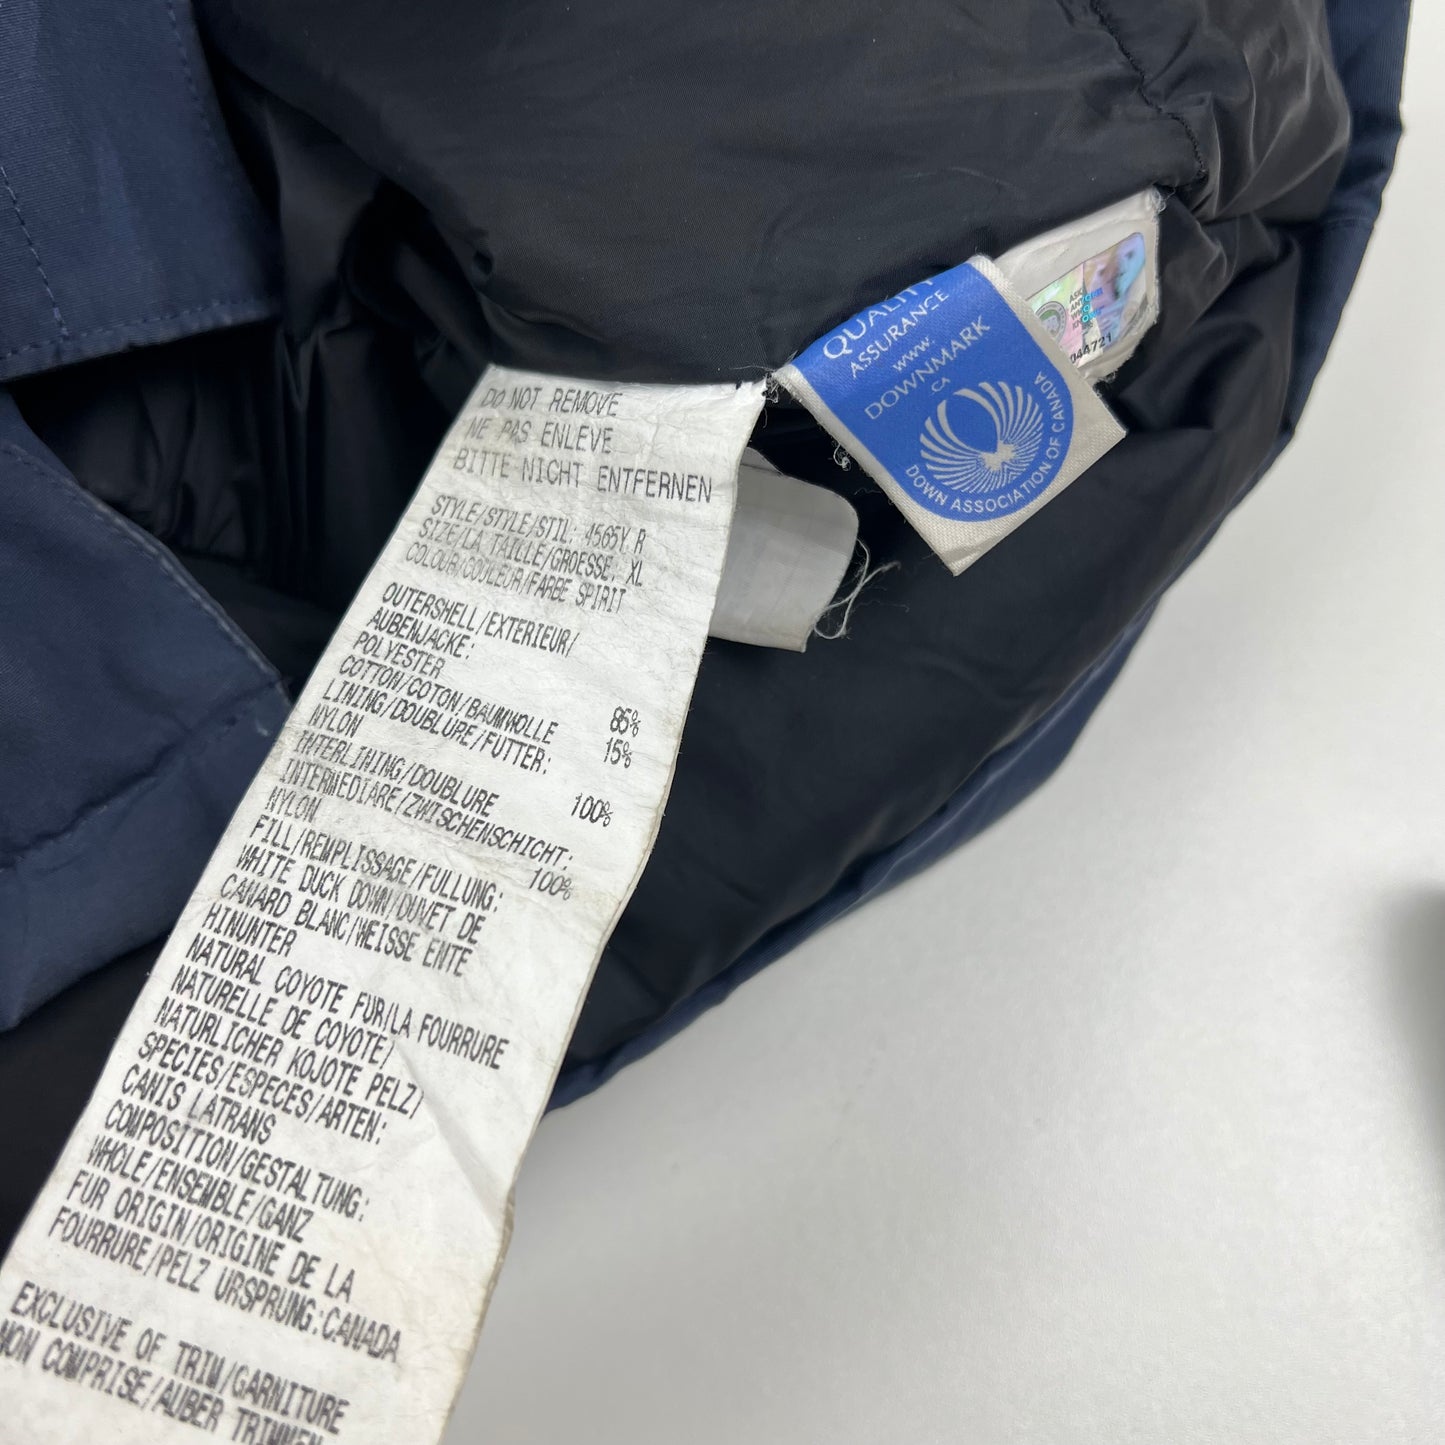 DO NOT REMOVE
NE PAS ENLEVE
BITTE NICHT ENTFERNEN
STYLE/STYLE/STIL: 4565Y R
SIZE/LA TAILLE/GROESSE: XL
COLOUR/COULEUR/FARBE SPIRIT
OUTERSHELL/EXTERIEUR/
AUBENJACKE:
POLYESTER 85%
COTTON/COTON/BAUMWOLLE 15%
LINING/DOUBLURE/FUTTER:
NYLON 100%
INTERLINING/DOUBLURE
INTERMEDIARE/ZWISCHENSCHICHT:
NYLON 100%
FILL/REMPLISSAGE/FULLUNG:
WHITE DUCK DOWN/DUVET DE
CANARD BLANC/WEISSE ENTE
HINUNTER
NATURAL COYOTE FUR(LA FOURRURE
NATURELLE DE COYOTE)
NATURLICHER KOJOTE PELZ)
SPECIES/ESPECES/ARTEN:
CANIS LATRANS
COMPOSITION/GESTALTUNG:
WHOLE/ENSEMBLE/GANZ
FUR ORIGIN/ORIGINE DE LA
FOURRURE/PELZ URSPRUNG:CANADA
EXCLUSIVE OF TRIM/GARNITURE
NON COMPRISE/AUBER TRIMMEN
QUALITY
ASSURANCE
www.
DOWNMARK
.CA
DOWN ASSOCIATION OF CANADA
044721